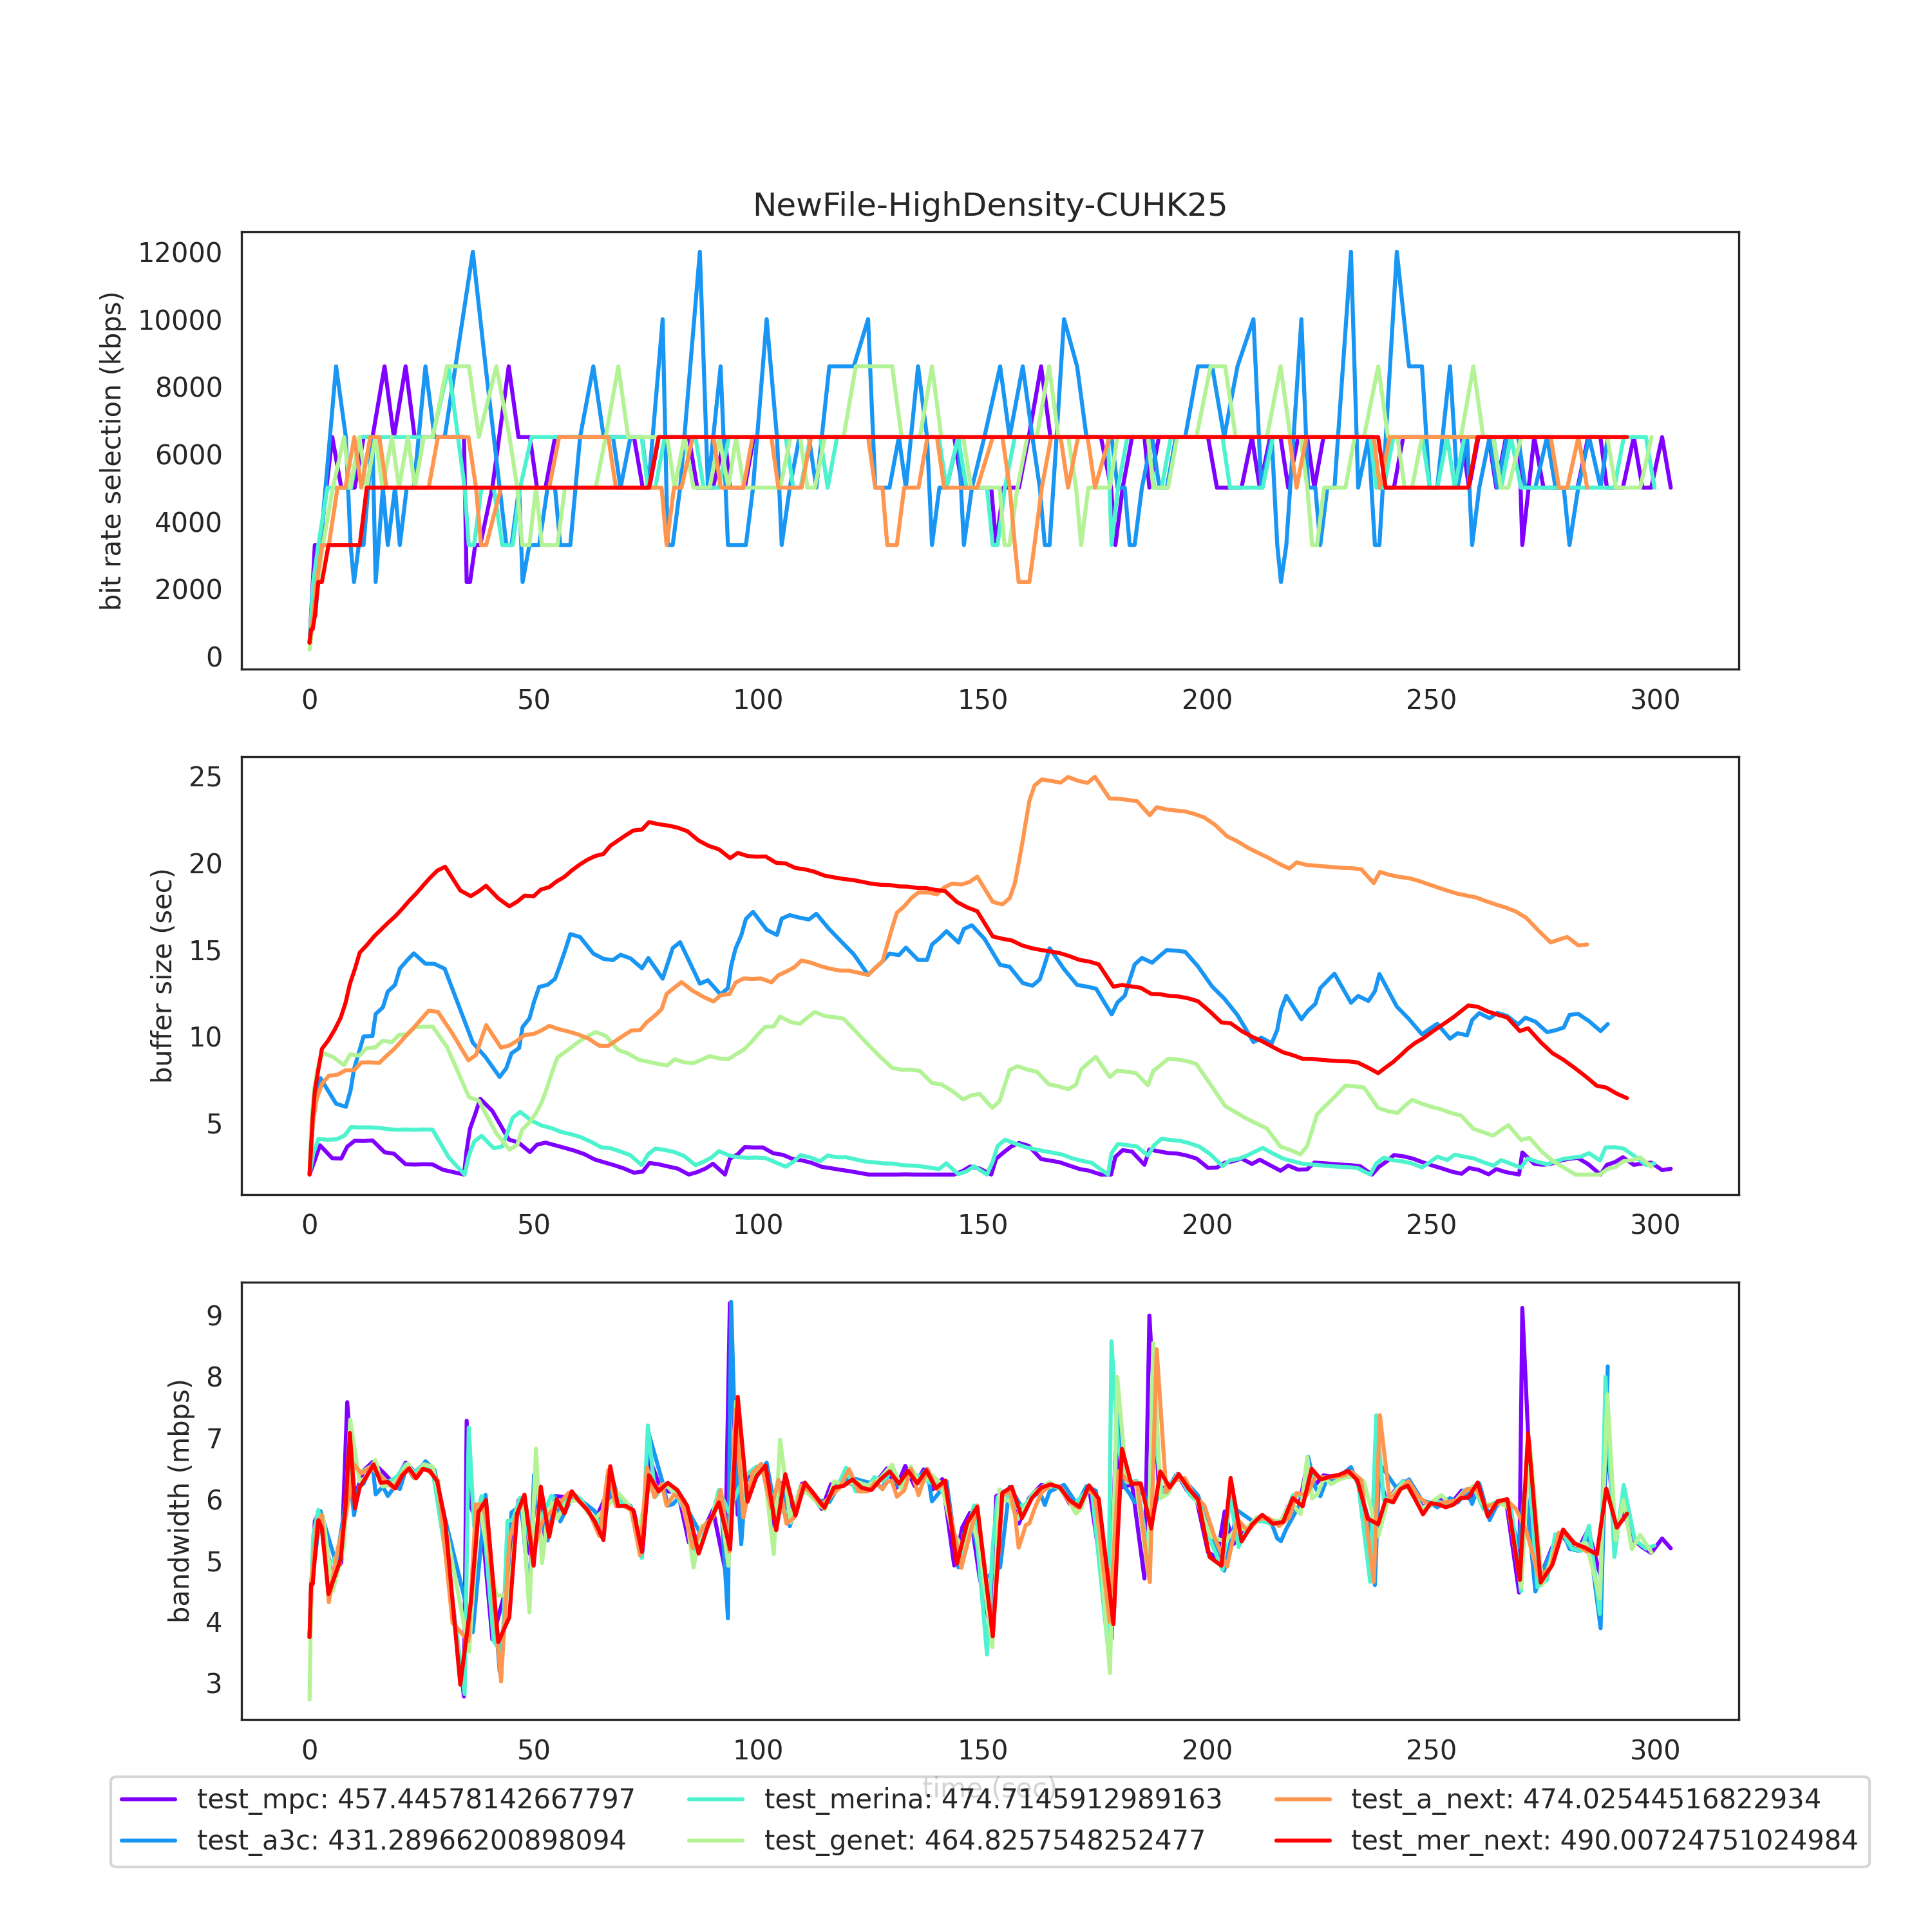 NewFile-HighDensity-CUHK25
bit rate selection (kbps)
12000
10000
8000
6000
4000
2000
0
0 50 100 150 200 250 300
buffer size (sec)
25
20
15
10
5
0 50 100 150 200 250 300
bandwidth (mbps)
9
8
7
6
5
4
3
0 50 100 150 200 250 300
time (sec)
test_mpc: 457.44578142667797 test_merina: 474.7145912989163 test_a_next: 474.02544516822934
test_a3c: 431.28966200898094 test_genet: 464.8257548252477 test_mer_next: 490.00724751024984